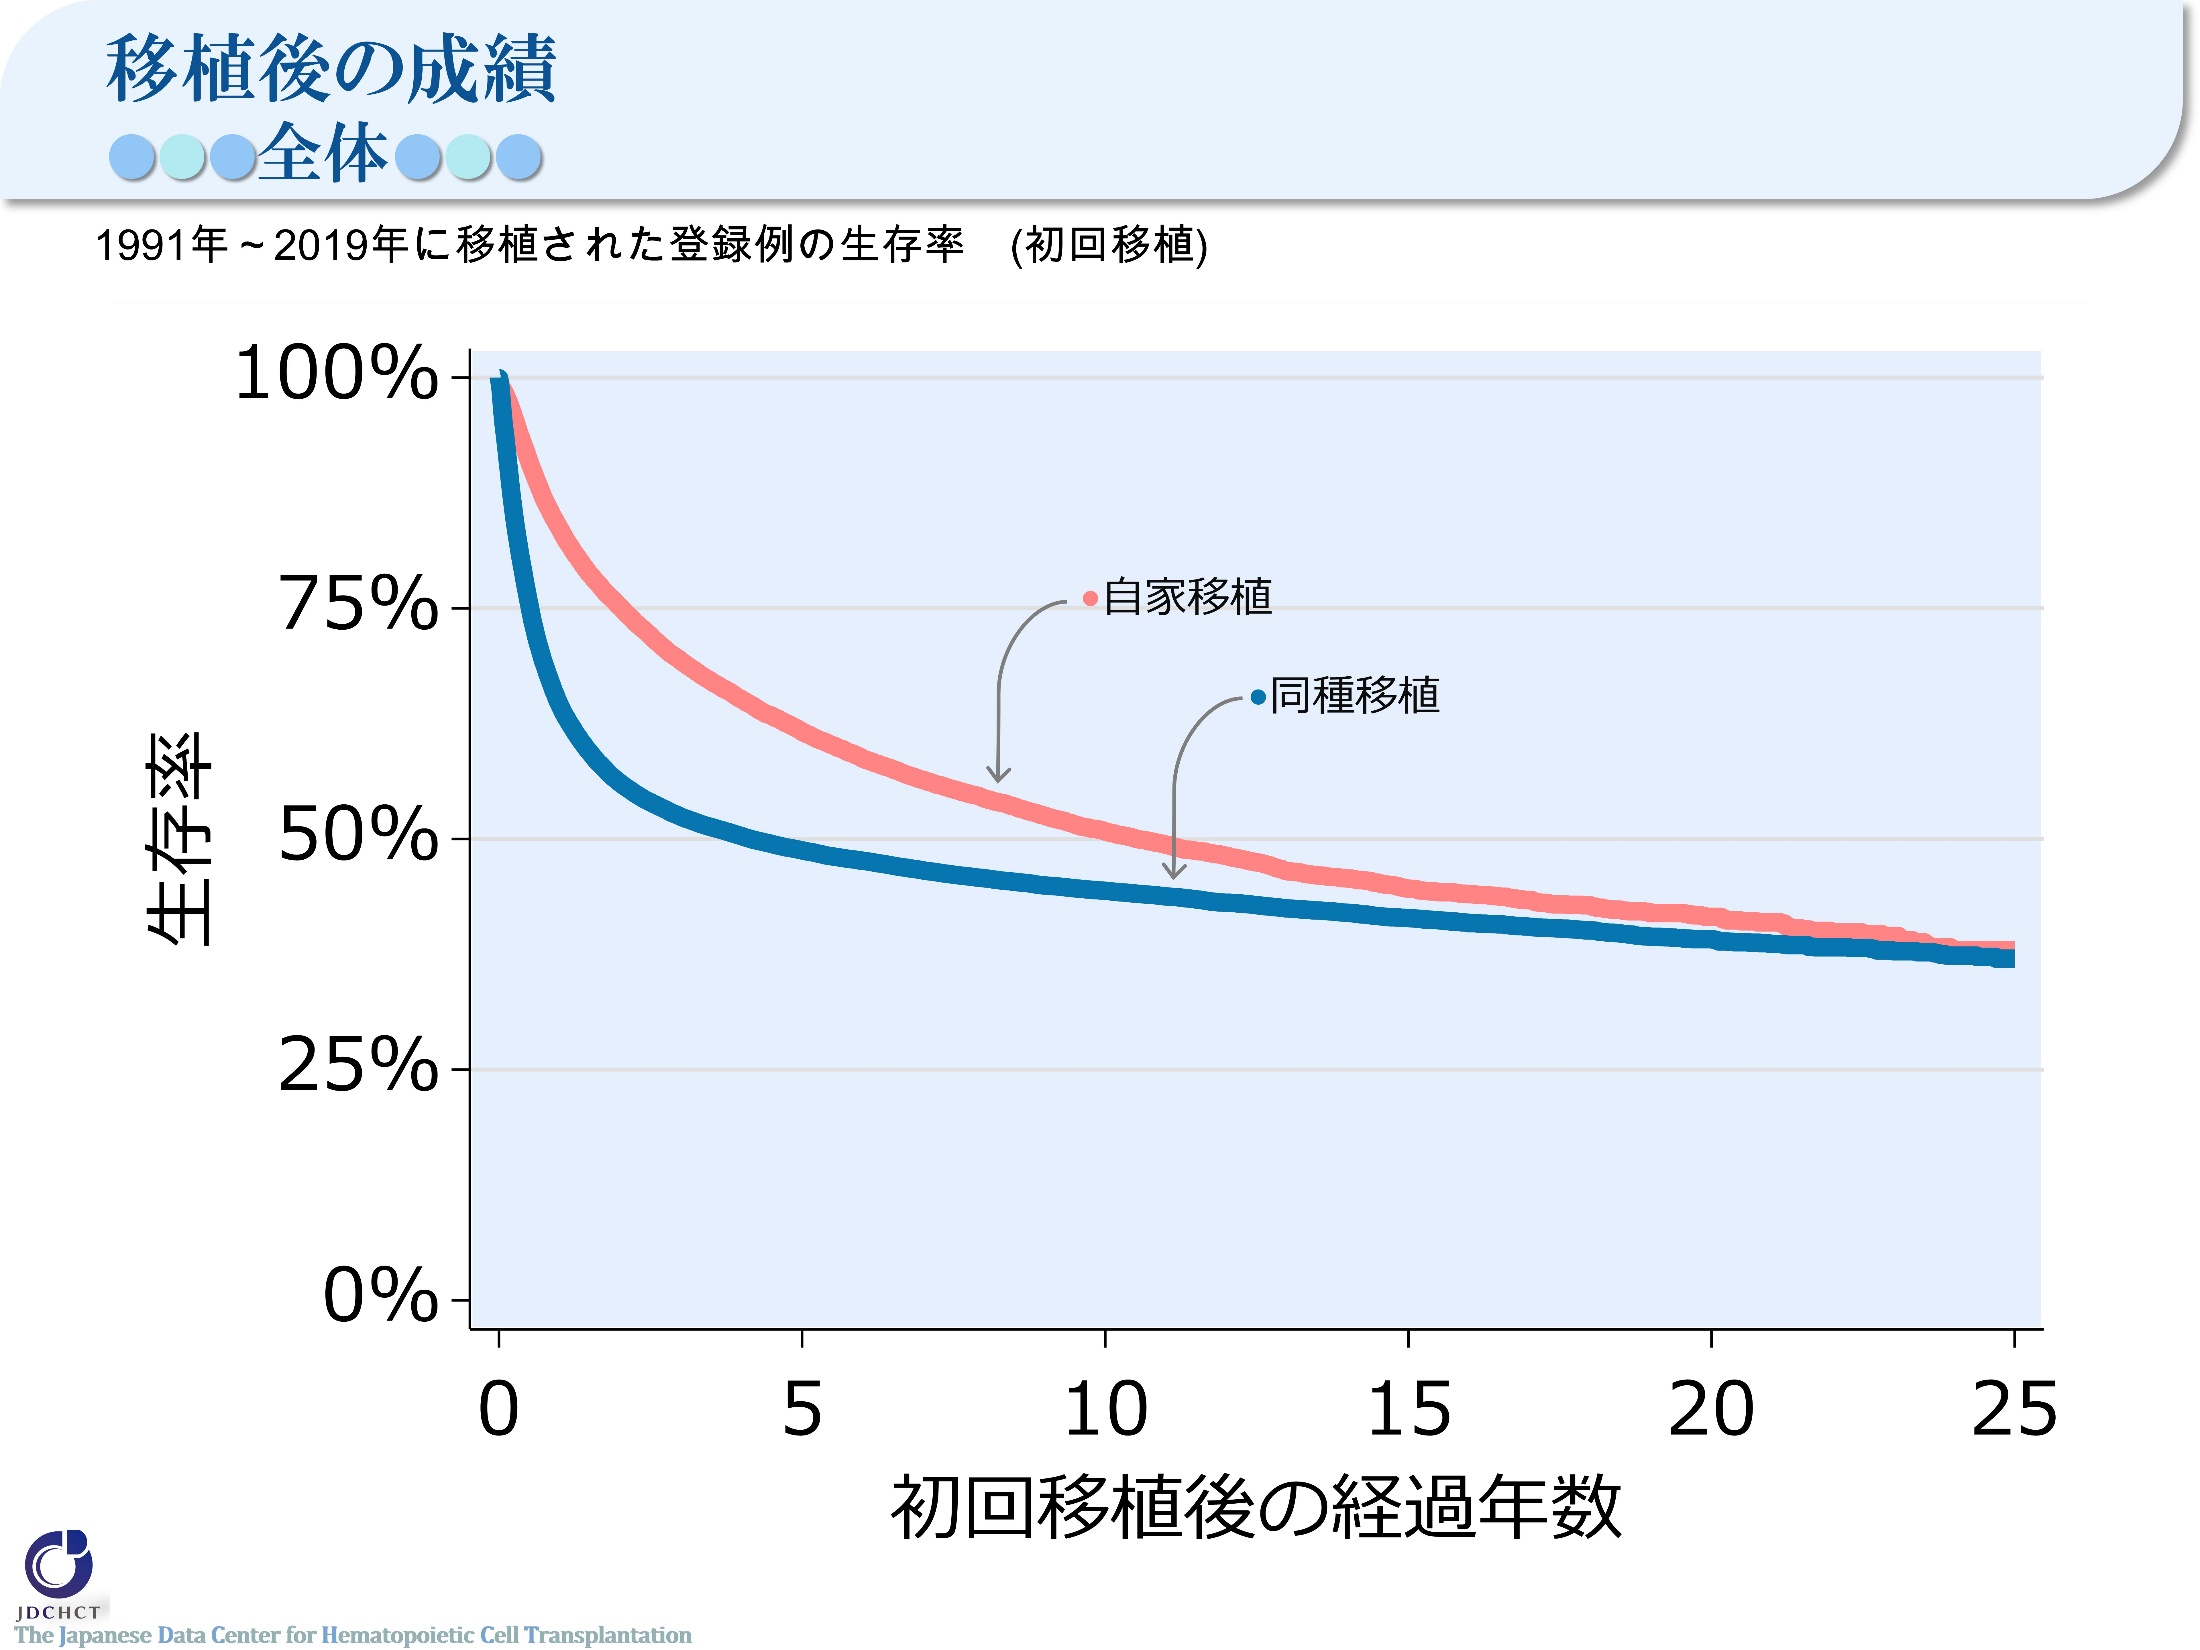 移植後の成績
全体
1991年～2019年に移植された登録例の生存率　(初回移植)
100%
75%
50%
25%
0%
生存率
自家移植
同種移植
0 5 10 15 20 25
初回移植後の経過年数
JDCHCT
The Japanese Data Center for Hematopoietic Cell Transplantation